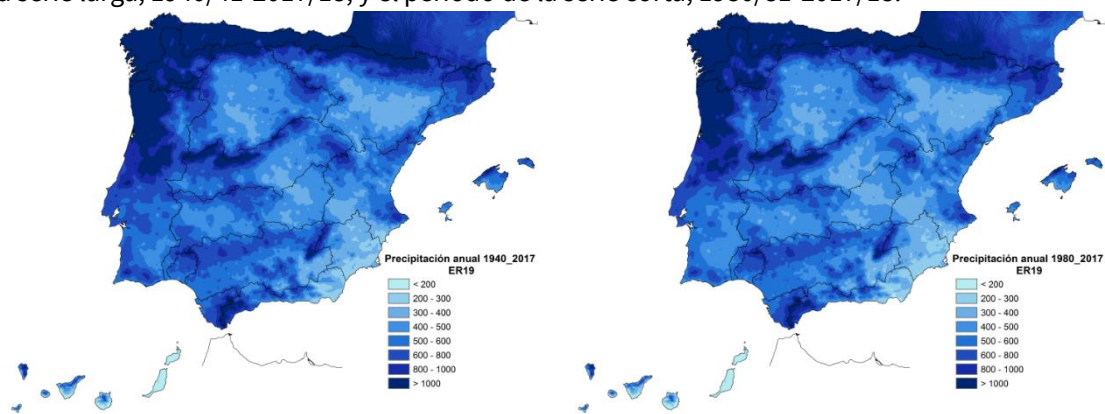 serie larga, 1940/41-2017/18, y el periodo de la serie corta, 1980/81-2017/18.
Precipitación anual 1940_2017
ER19
< 200
200 - 300
300 - 400
400 - 500
500 - 600
600 - 800
800 - 1000
> 1000
Precipitación anual 1980_2017
ER19
< 200
200 - 300
300 - 400
400 - 500
500 - 600
600 - 800
800 - 1000
> 1000